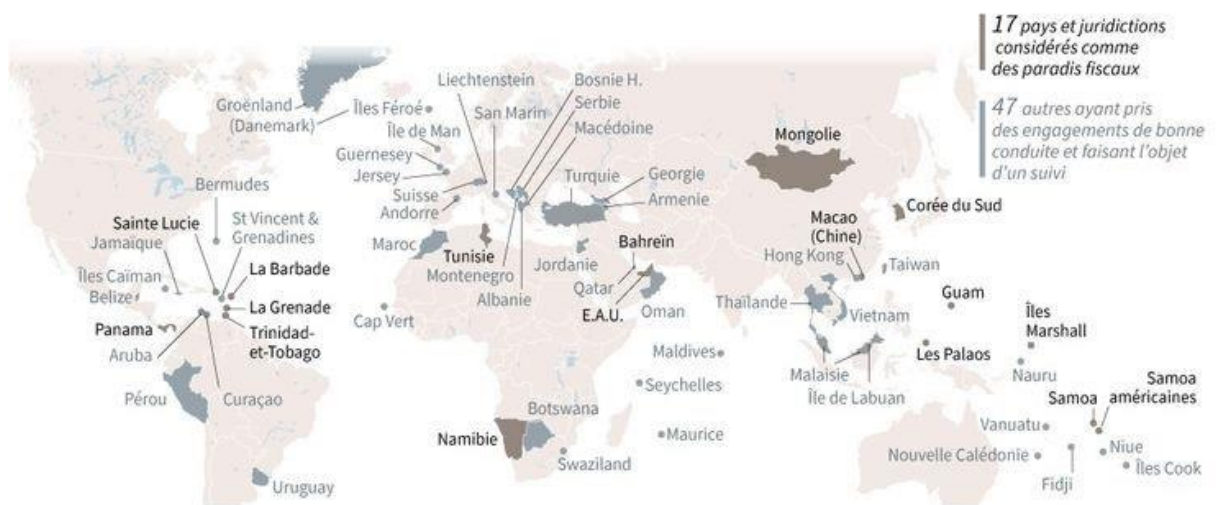 17 pays et juridictions
considérés comme
des paradis fiscaux
47 autres ayant pris
des engagements de bonne
conduite et faisant l'objet
d'un suivi
Groënland
(Danemark)
Îles Féroé
Île de Man
Guernesey
Jersey
Suisse
Andorre
Liechtenstein
San Marin
Bosnie H.
Serbie
Macédoine
Turquie
Georgie
Armenie
Mongolie
Corée du Sud
Macao
(Chine)
Hong Kong
Taiwan
Bermudes
Sainte Lucie
St Vincent &
Grenadines
Jamaïque
Îles Caïman
Belize
La Barbade
La Grenade
Trinidad-
et-Tobago
Panama
Aruba
Curaçao
Pérou
Uruguay
Maroc
Tunisie
Montenegro
Albanie
Cap Vert
Jordanie
Bahreïn
Qatar
E.A.U.
Oman
Thaïlande
Vietnam
Guam
Îles
Marshall
Les Palaos
Nauru
Malaisie
Île de Labuan
Maldives
Seychelles
Maurice
Botswana
Namibie
Swaziland
Samoa
Samoa
américaines
Vanuatu
Nouvelle Calédonie
Fidji
Niue
Îles Cook